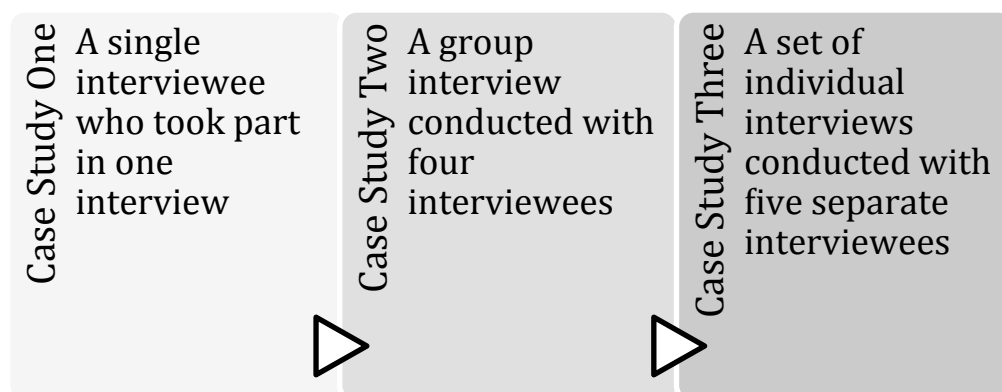 Case Study One
A single
interviewee
who took part
in one
interview
Case Study Two
A group
interview
conducted with
four
interviewees
Case Study Three
A set of
individual
interviews
conducted with
five separate
interviewees